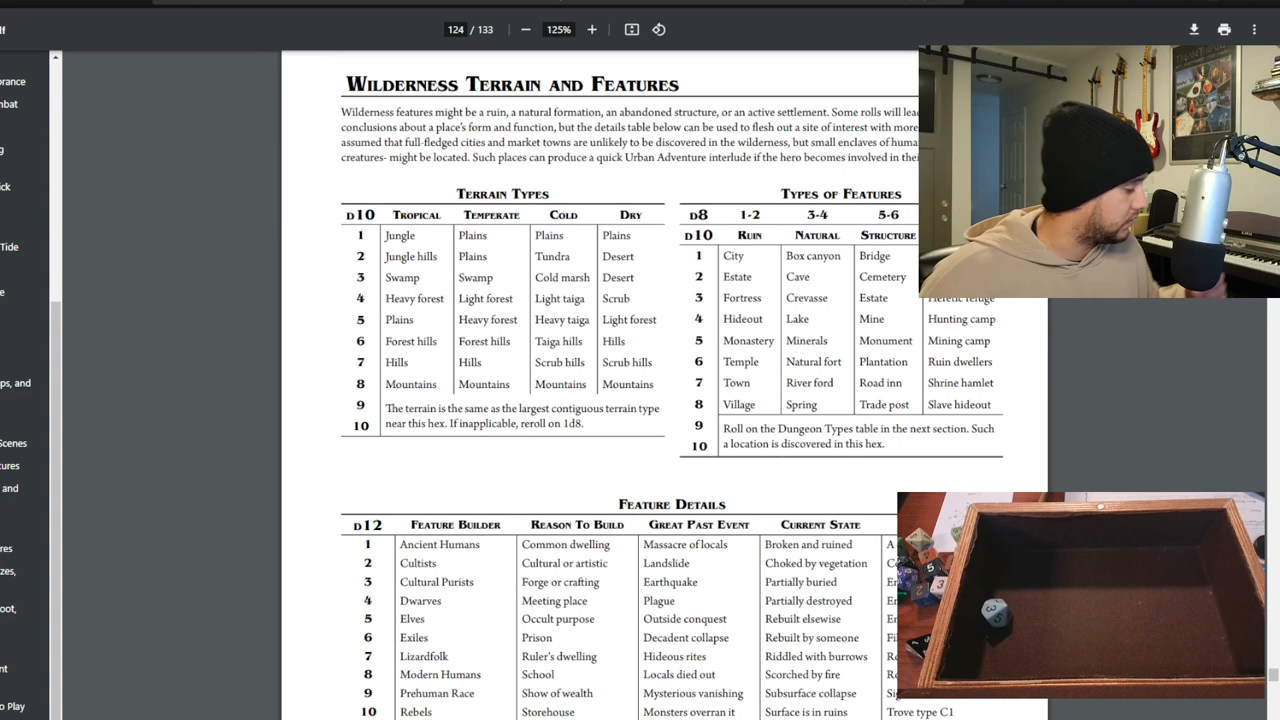 124 / 133
125%
lf
rance
bat
g
ick
Tide
e
ps, and
Scenes
ures
and
res
zes,
oot,
nt
o Play
WILDERNESS TERRAIN AND FEATURES
Wilderness features might be a ruin, a natural formation, an abandoned structure, or an active settlement. Some rolls will lea
conclusions about a place's form and function, but the details table below can be used to flesh out a site of interest with more
assumed that full-fledged cities and market towns are unlikely to be discovered in the wilderness, but small enclaves of huma
creatures- might be located. Such places can produce a quick Urban Adventure interlude if the hero becomes involved in thei
TERRAIN TYPES
D10 TROPICAL TEMPERATE COLD DRY
1 Jungle Plains Plains Plains
2 Jungle hills Plains Tundra Desert
3 Swamp Swamp Cold marsh Desert
4 Heavy forest Light forest Light taiga Scrub
5 Plains Heavy forest Heavy taiga Light forest
6 Forest hills Forest hills Taiga hills Hills
7 Hills Hills Scrub hills Scrub hills
8 Mountains Mountains Mountains Mountains
9 The terrain is the same as the largest contiguous terrain type
10 near this hex. If inapplicable, reroll on 1d8.
TYPES OF FEATURES
D8 1-2 3-4 5-6
D10 RUIN NATURAL STRUCTURE
1 City Box canyon Bridge
2 Estate Cave Cemetery
3 Fortress Crevasse Estate Heretic refuge
4 Hideout Lake Mine Hunting camp
5 Monastery Minerals Monument Mining camp
6 Temple Natural fort Plantation Ruin dwellers
7 Town River ford Road inn Shrine hamlet
8 Village Spring Trade post Slave hideout
9 Roll on the Dungeon Types table in the next section. Such
10 a location is discovered in this hex.
FEATURE DETAILS
D12 FEATURE BUILDER REASON TO BUILD GREAT PAST EVENT CURRENT STATE
1 Ancient Humans Common dwelling Massacre of locals Broken and ruined A
2 Cultists Cultural or artistic Landslide Choked by vegetation
3 Cultural Purists Forge or crafting Earthquake Partially buried
4 Dwarves Meeting place Plague Partially destroyed
5 Elves Occult purpose Outside conquest Rebuilt elsewhere
6 Exiles Prison Decadent collapse Rebuilt by someone
7 Lizardfolk Ruler's dwelling Hideous rites Riddled with burrows
8 Modern Humans School Locals died out Scorched by fire
9 Prehuman Race Show of wealth Mysterious vanishing Subsurface collapse
10 Rebels Storehouse Monsters overran it Surface is in ruins Trove type C1